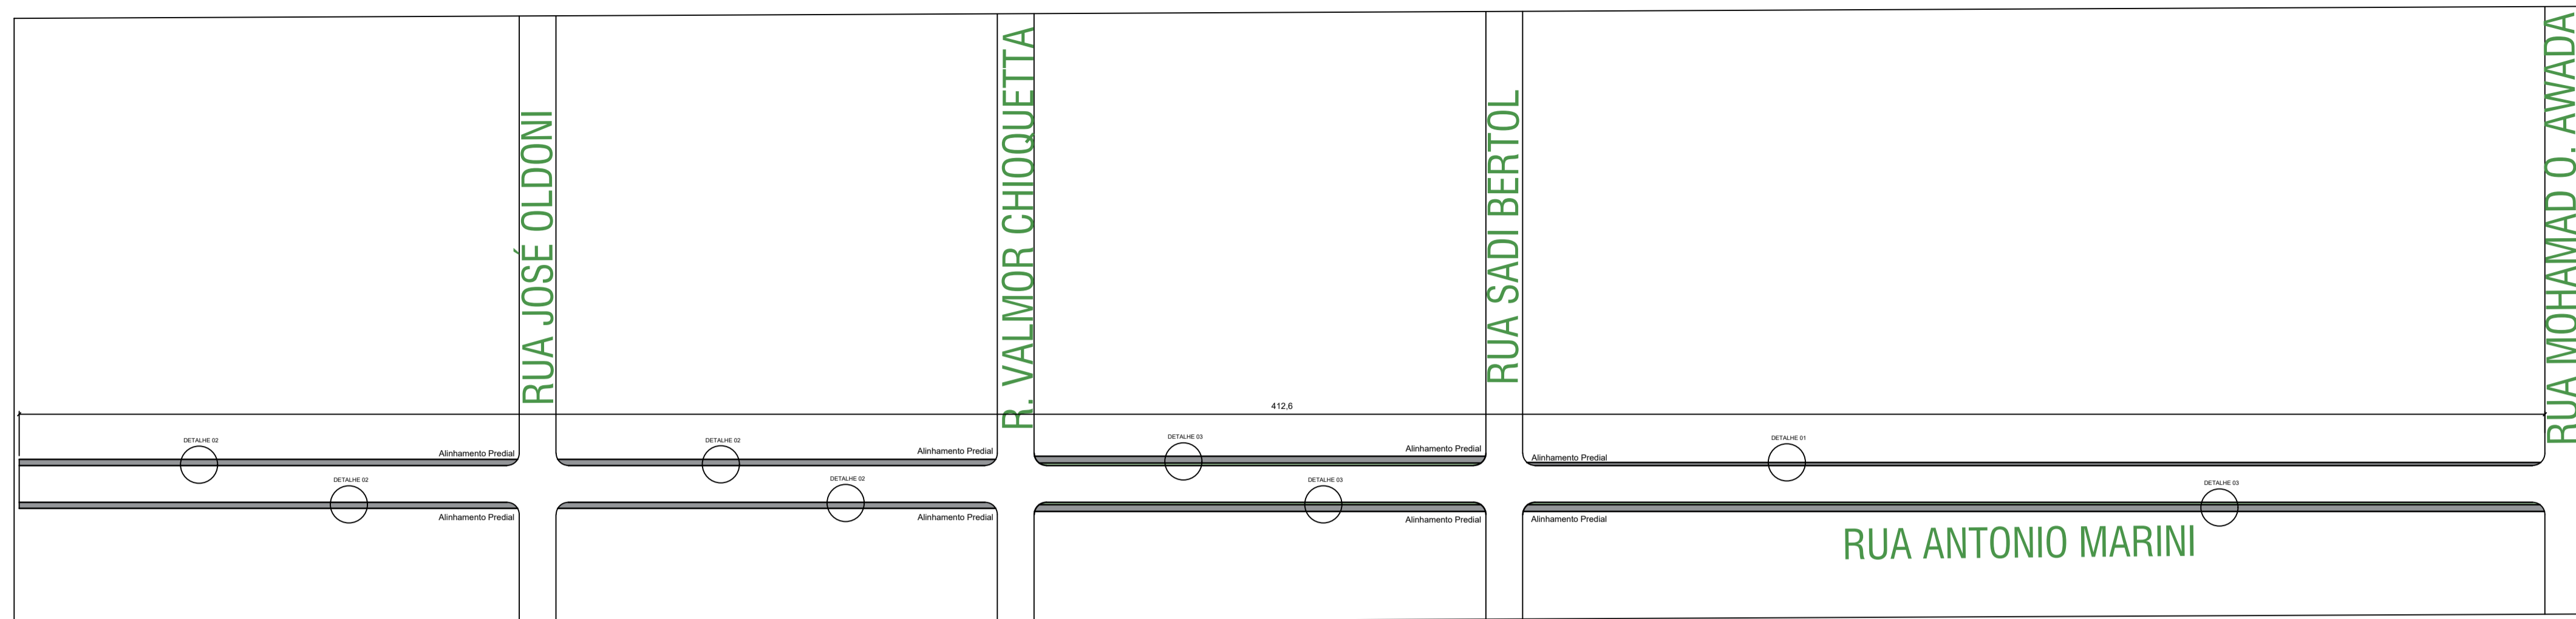 RUA JOSÉ OLDONI
R. VALMOR CHIOQUETTA
RUA SADI BERTOL
RUA MOHAMAD O. AWADA
412,6
DETALHE 02
DETALHE 02
DETALHE 03
DETALHE 01
Alinhamento Predial
Alinhamento Predial
Alinhamento Predial
Alinhamento Predial
DETALHE 02
DETALHE 02
DETALHE 03
DETALHE 03
Alinhamento Predial
Alinhamento Predial
Alinhamento Predial
Alinhamento Predial
RUA ANTONIO MARINI